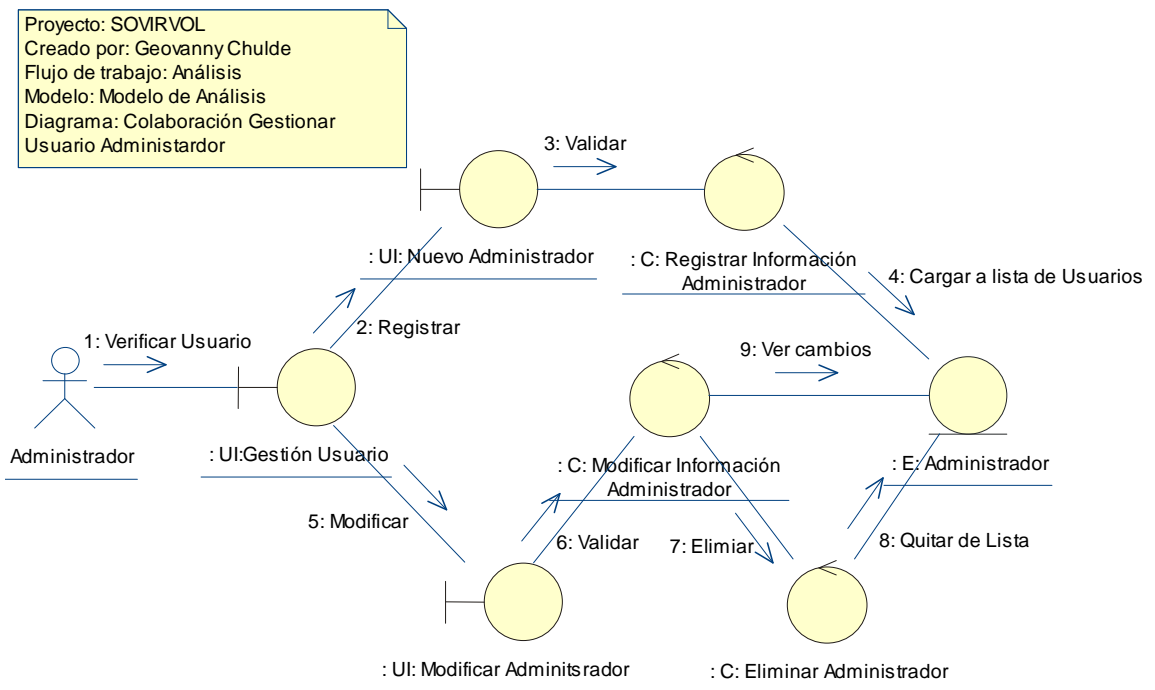 Proyecto: SOVIRVOL
Creado por: Geovanny Chulde
Flujo de trabajo: Análisis
Modelo: Modelo de Análisis
Diagrama: Colaboración Gestionar
Usuario Administardor
3: Validar
: UI: Nuevo Administrador
: C: Registrar Información
Administrador
4: Cargar a lista de Usuarios
2: Registrar
1: Verificar Usuario
9: Ver cambios
Administrador
: UI:Gestión Usuario
: C: Modificar Información
Administrador
: E: Administrador
5: Modificar
6: Validar
7: Elimiar
8: Quitar de Lista
: UI: Modificar Adminitsrador
: C: Eliminar Administrador